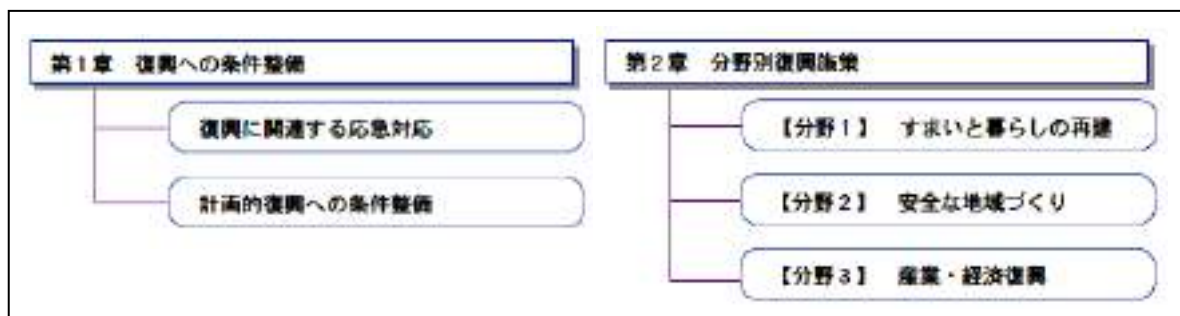 第1章　復興への条件整備
復興に関連する応急対応
計画的復興への条件整備
第2章　分野別復興施策
【分野1】　すまいと暮らしの再建
【分野2】　安全な地域づくり
【分野3】　産業・経済復興